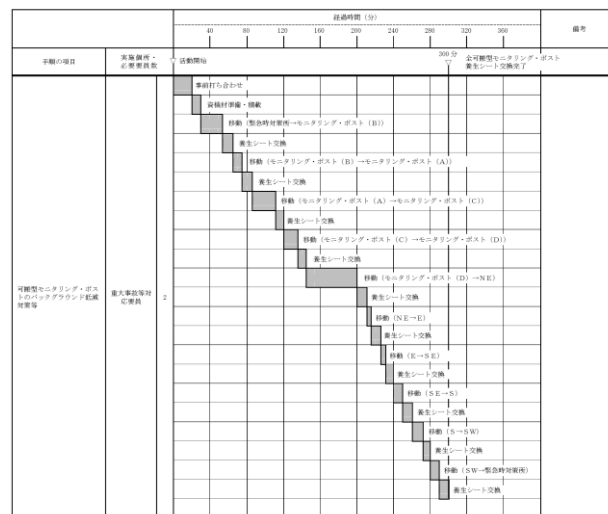 経過時間（分）
備考
40 80 120 160 200 240 280 320 360
手順の項目
実施個所・
必要要員数
▽活動開始
300分
▽
全可搬型モニタリング・ポスト
養生シート交換完了
事前打ち合わせ
資機材準備・積載
移動（緊急時対策所→モニタリング・ポスト（B））
養生シート交換
移動（モニタリング・ポスト（B）→モニタリング・ポスト（A））
養生シート交換
移動（モニタリング・ポスト（A）→モニタリング・ポスト（C））
養生シート交換
移動（モニタリング・ポスト（C）→モニタリング・ポスト（D））
養生シート交換
可搬型モニタリング・ポス
トのバックグラウンド低減
対策等
重大事故等対
応要員
2
移動（モニタリング・ポスト（D）→NE）
養生シート交換
移動（NE→E）
養生シート交換
移動（E→SE）
養生シート交換
移動（SE→S）
養生シート交換
移動（S→SW）
養生シート交換
移動（SW→緊急時対策所）
養生シート交換